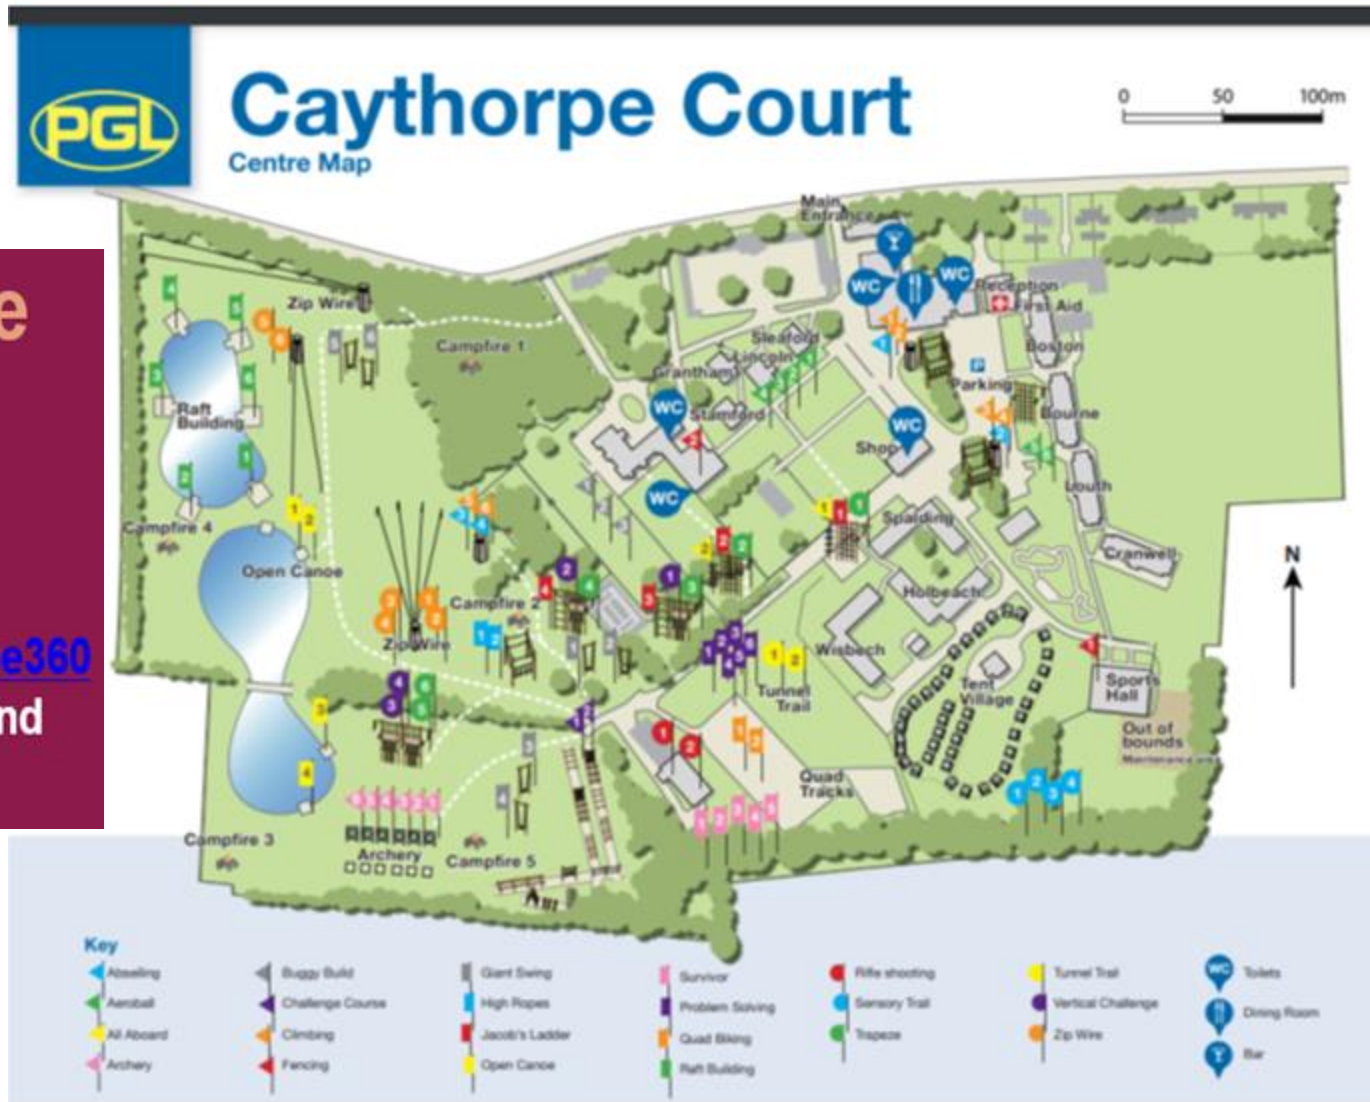 PGL
Caythorpe Court
Centre Map
0 50 100m
e
e360
nd
Main
Entrance
WC
WC
Reception
First Aid
Zip Wire
Campfire 1
Sleaford
Lincoln
Grantham
Stamford
WC
Boston
Parking
Bourne
Raft
Building
WC
Shop
Louth
WC
Campfire 4
Open Canoe
Spalding
Cranwell
N
Campfire 2
Holbeach
Zip Wire
Wisbech
Tunnel
Trail
Tent
Village
Sports
Hall
Out of
bounds
Quad
Tracks
Campfire 3
Archery
Campfire 5
Key
Abseiling
Aeroball
All Aboard
Archery
Buggy Build
Challenge Course
Climbing
Fencing
Giant Swing
High Ropes
Jacob's Ladder
Open Canoe
Survivor
Problem Solving
Quad Biking
Raft Building
Rifle shooting
Sensory Trail
Trapeze
Tunnel Trail
Vertical Challenge
Zip Wire
WC Toilets
Dining Room
Bar